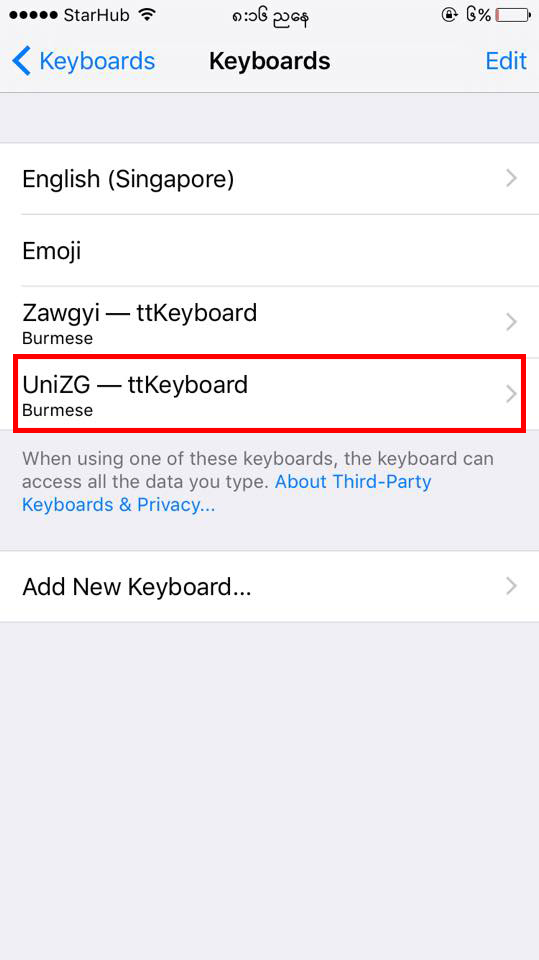 StarHub ၈:၁၆ ညနေ ၆%
Keyboards Keyboards Edit
English (Singapore)
Emoji
Zawgyi — ttKeyboard
Burmese
UniZG — ttKeyboard
Burmese
When using one of these keyboards, the keyboard can
access all the data you type. About Third-Party
Keyboards & Privacy...
Add New Keyboard...